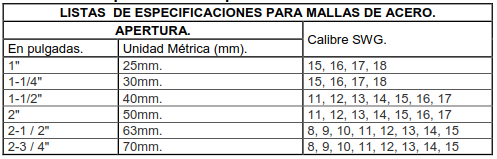 LISTAS DE ESPECIFICACIONES PARA MALLAS DE ACERO.
APERTURA.
Calibre SWG.
En pulgadas. Unidad Métrica (mm).
1" 25mm. 15, 16, 17, 18
1-1/4" 30mm. 15, 16, 17, 18
1-1/2" 40mm. 11, 12, 13, 14, 15, 16, 17
2" 50mm. 11, 12, 13, 14, 15, 16, 17
2-1 / 2" 63mm. 8, 9, 10, 11, 12, 13, 14, 15
2-3 / 4" 70mm. 8, 9, 10, 11, 12, 13, 14, 15